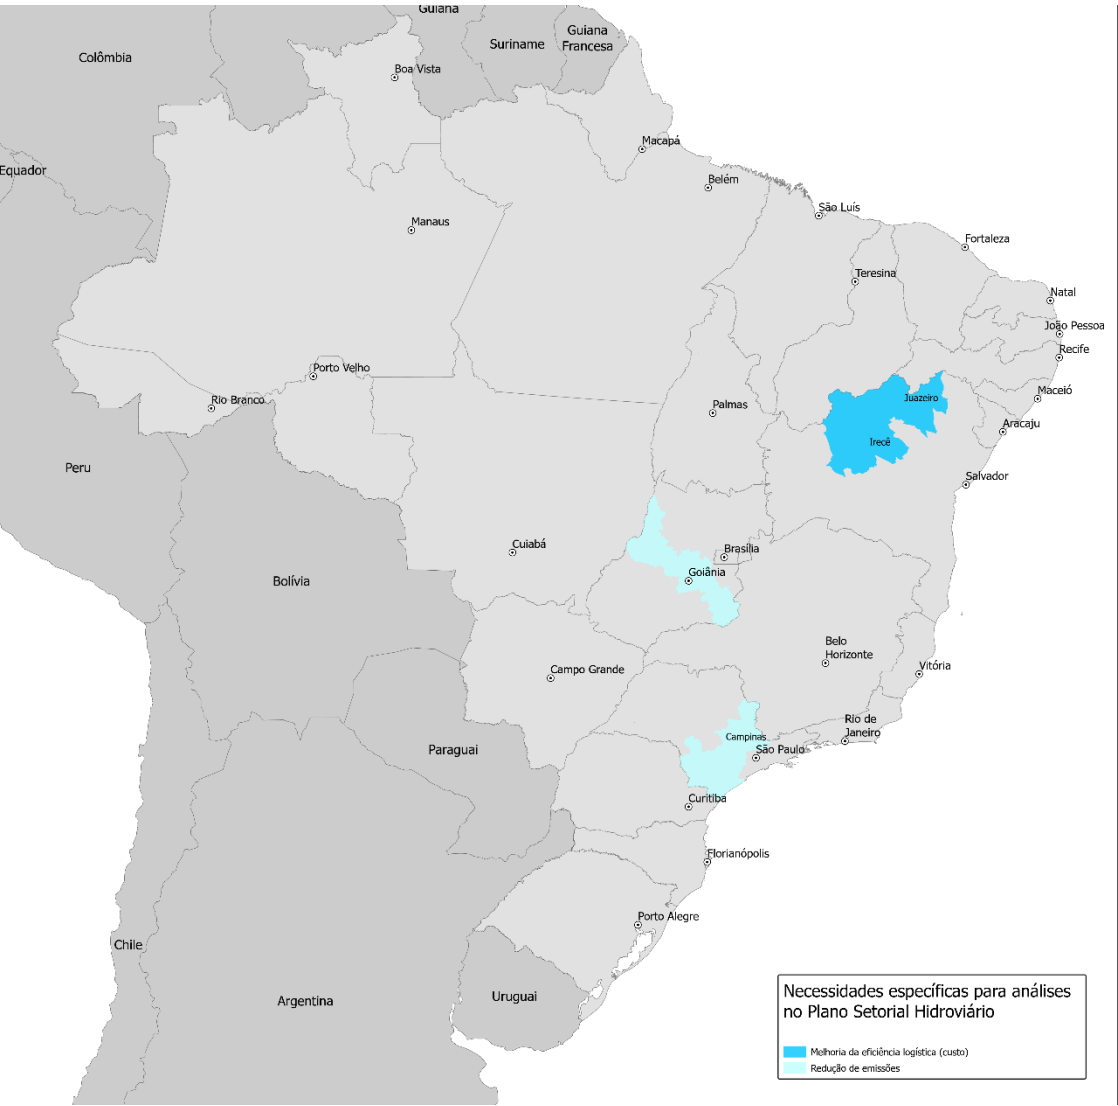 Guiana
Guiana
Francesa
Suriname
Colômbia
Boa Vista
Macapá
Equador
Belém
São Luís
Manaus
Fortaleza
Teresina
Natal
João Pessoa
Recife
Porto Velho
Maceió
Rio Branco
Juazeiro
Palmas
Aracaju
Irecê
Peru
Salvador
Cuiabá
Brasília
Goiânia
Bolívia
Belo
Horizonte
Vitória
Campo Grande
Rio de
Janeiro
Campinas
São Paulo
Paraguai
Curitiba
Florianópolis
Porto Alegre
Chile
Uruguai
Argentina
Necessidades específicas para análises
no Plano Setorial Hidroviário
Melhoria da eficiência logística (custo)
Redução de emissões